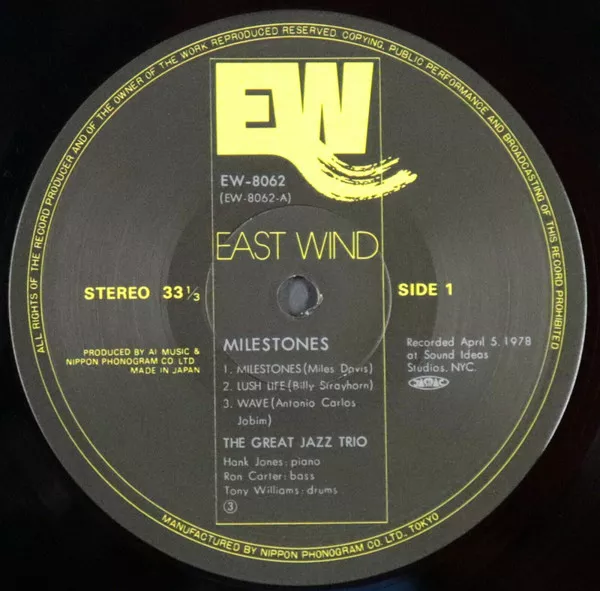 ALL RIGHTS OF THE RECORD PRODUCER AND OF THE OWNER OF THE WORK REPRODUCED RESERVED. COPYING, PUBLIC PERFORMANCE AND BROADCASTING OF THIS RECORD PROHIBITED
EW
EW-8062
(EW-8062-A)
EAST WIND
STEREO 33 1/3
SIDE 1
PRODUCED BY AI MUSIC &
NIPPON PHONOGRAM CO. LTD
MADE IN JAPAN
MILESTONES
1. MILESTONES (Miles Davis)
2. LUSH LIFE (Billy Strayhorn)
3. WAVE (Antonio Carlos
Jobim)
Recorded April 5, 1978
at Sound Ideas
Studios, NYC.
JASRAC
THE GREAT JAZZ TRIO
Hank Jones: piano
Ron Carter: bass
Tony Williams: drums
③
MANUFACTURED BY NIPPON PHONOGRAM CO. LTD., TOKYO